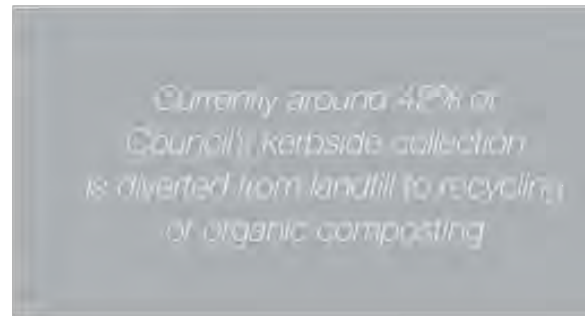 Currently around 42% of
Council's kerbside collection
is diverted from landfill to recycling
or organic composting